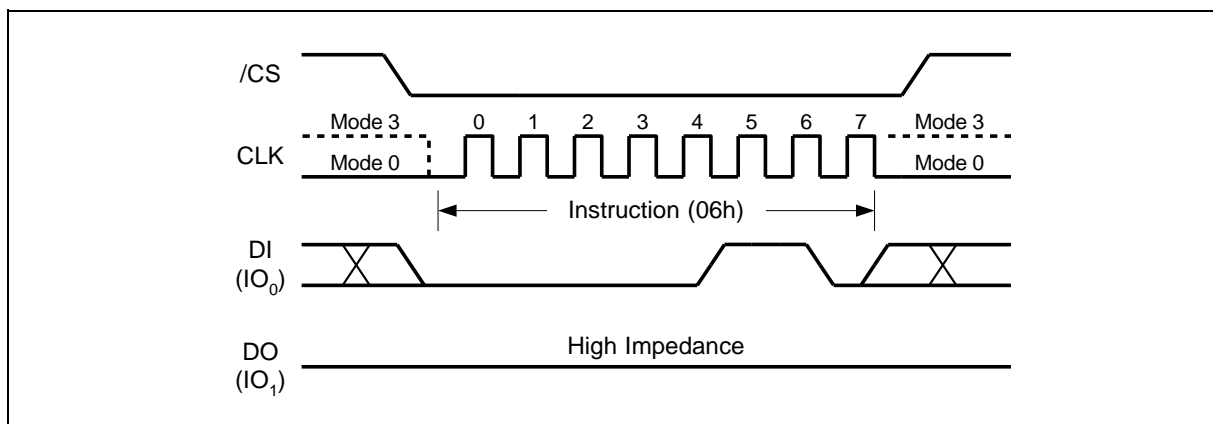 /CS
Mode 3 0 1 2 3 4 5 6 7 Mode 3
CLK
Mode 0 Mode 0
Instruction (06h)
DI
(IO₀)
High Impedance
DO
(IO₁)